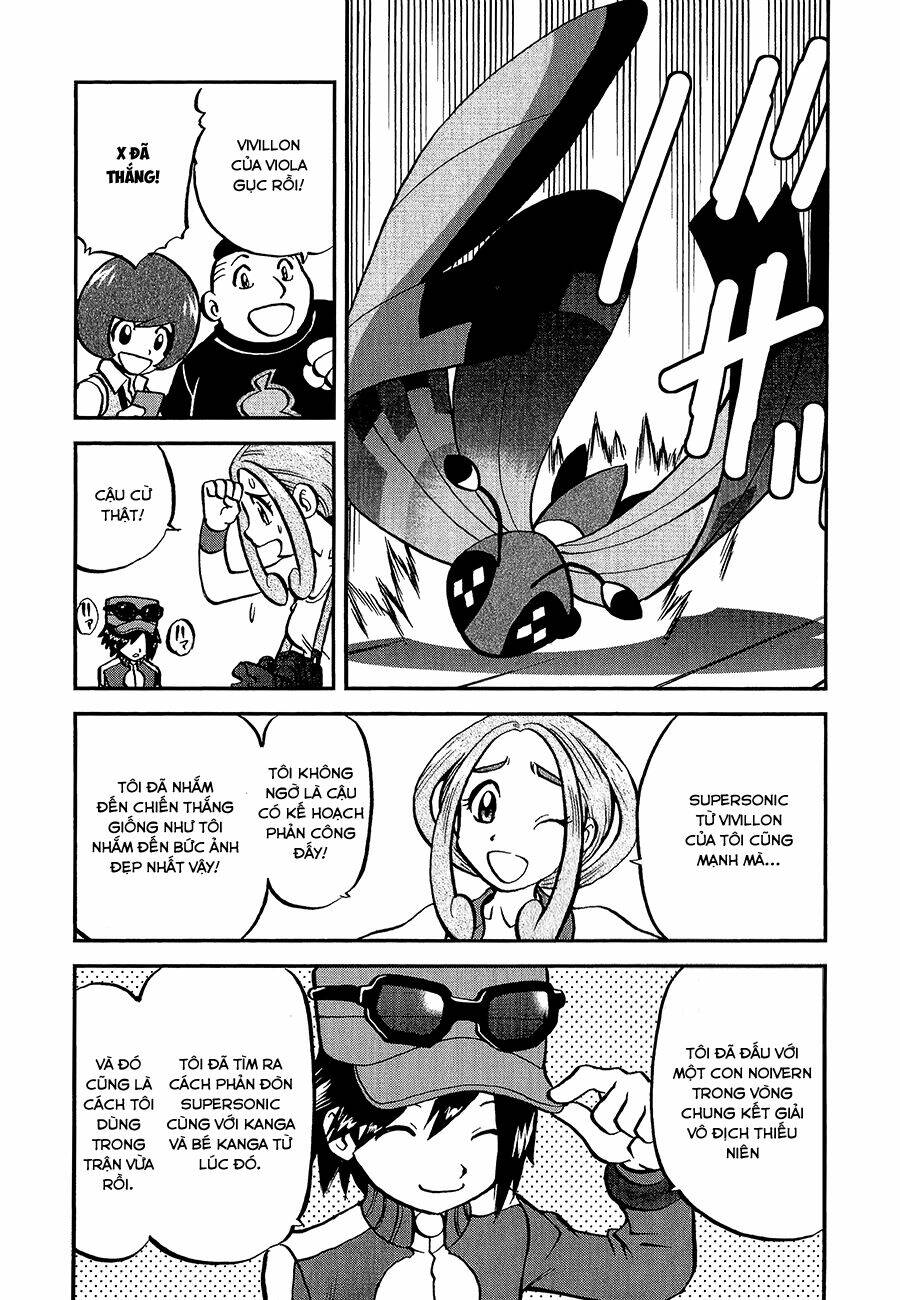 VIVILLON
CỦA VIOLA
GỤC RỒI!
X ĐÃ
THẮNG!
CẬU CỪ
THẬT!
!!?
!!?
SUPERSONIC
TỪ VIVILLON
CỦA TÔI CŨNG
MẠNH MÀ...
TÔI KHÔNG
NGỜ LÀ CẬU
CÓ KẾ HOẠCH
PHẢN CÔNG
ĐẤY!
TÔI ĐÃ NHẮM
ĐẾN CHIẾN THẮNG
GIỐNG NHƯ TÔI
NHẮM ĐẾN BỨC ẢNH
ĐẸP NHẤT VẬY!
TÔI ĐÃ ĐẤU VỚI
MỘT CON NOIVERN
TRONG VÒNG
CHUNG KẾT GIẢI
VÔ ĐỊCH THIẾU
NIÊN
TÔI ĐÃ TÌM RA
CÁCH PHẢN ĐÒN
SUPERSONIC
CÙNG VỚI KANGA
VÀ BÉ KANGA TỪ
LÚC ĐÓ.
VÀ ĐÓ
CŨNG LÀ
CÁCH TÔI
DÙNG
TRONG
TRẬN VỪA
RỒI.